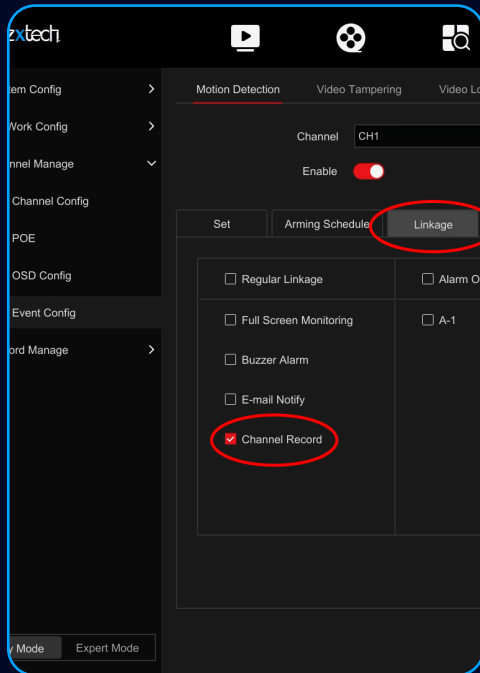 zxtech
tem Config
Work Config
nnel Manage
Channel Config
POE
OSD Config
Event Config
ord Manage
y Mode Expert Mode
Motion Detection Video Tampering Video Lo
Channel CH1
Enable
Set Arming Schedule Linkage
Regular Linkage Alarm O
Full Screen Monitoring A-1
Buzzer Alarm
E-mail Notify
Channel Record